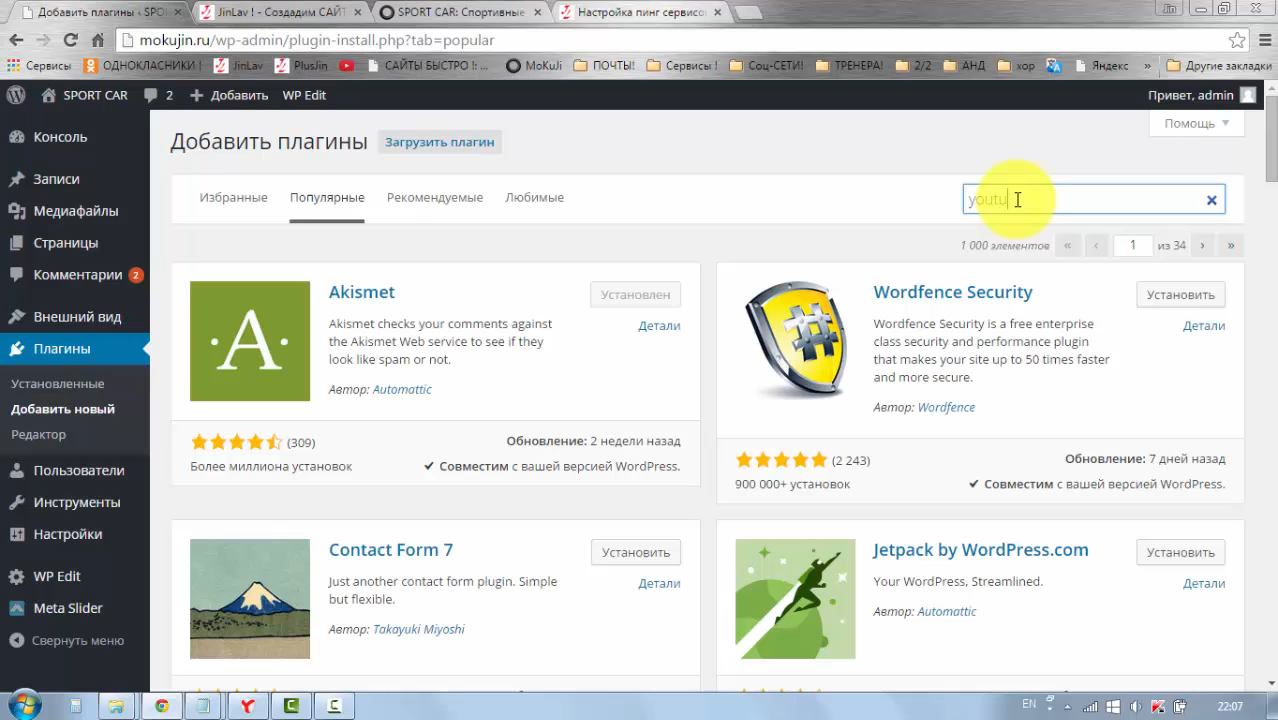 Добавить плагины ‹ SPO
JinLav ! - Создадим САЙТ
SPORT CAR: Спортивные
Настройка пинг сервисо
mokujin.ru/wp-admin/plugin-install.php?tab=popular
Сервисы
ОДНОКЛАССНИКИ !
JinLav
PlusJin
САЙТЫ БЫСТРО !: ...
MoKuJi
ПОЧТЫ!
Сервисы !
Соц-СЕТИ!
ТРЕНЕРА!
2/2
АНД
хор
Яндекс
»
Другие закладки
SPORT CAR
2
Добавить
WP Edit
Привет, admin
Консоль
Записи
Медиафайлы
Страницы
Комментарии 2
Внешний вид
Плагины
Установленные
Добавить новый
Редактор
Пользователи
Инструменты
Настройки
WP Edit
Meta Slider
Свернуть меню
Помощь
Добавить плагины
Загрузить плагин
Избранные
Популярные
Рекомендуемые
Любимые
youtu
1 000 элементов « ‹ 1 из 34 › »
Akismet
Установлен
Детали
Akismet checks your comments against
the Akismet Web service to see if they
look like spam or not.
Автор: Automattic
(309)
Обновление: 2 недели назад
Более миллиона установок
Совместим с вашей версией WordPress.
Wordfence Security
Установить
Детали
Wordfence Security is a free enterprise
class security and performance plugin
that makes your site up to 50 times faster
and more secure.
Автор: Wordfence
(2 243)
Обновление: 7 дней назад
900 000+ установок
Совместим с вашей версией WordPress.
Contact Form 7
Установить
Детали
Just another contact form plugin. Simple
but flexible.
Автор: Takayuki Miyoshi
Jetpack by WordPress.com
Установить
Детали
Your WordPress, Streamlined.
Автор: Automattic
EN
22:07